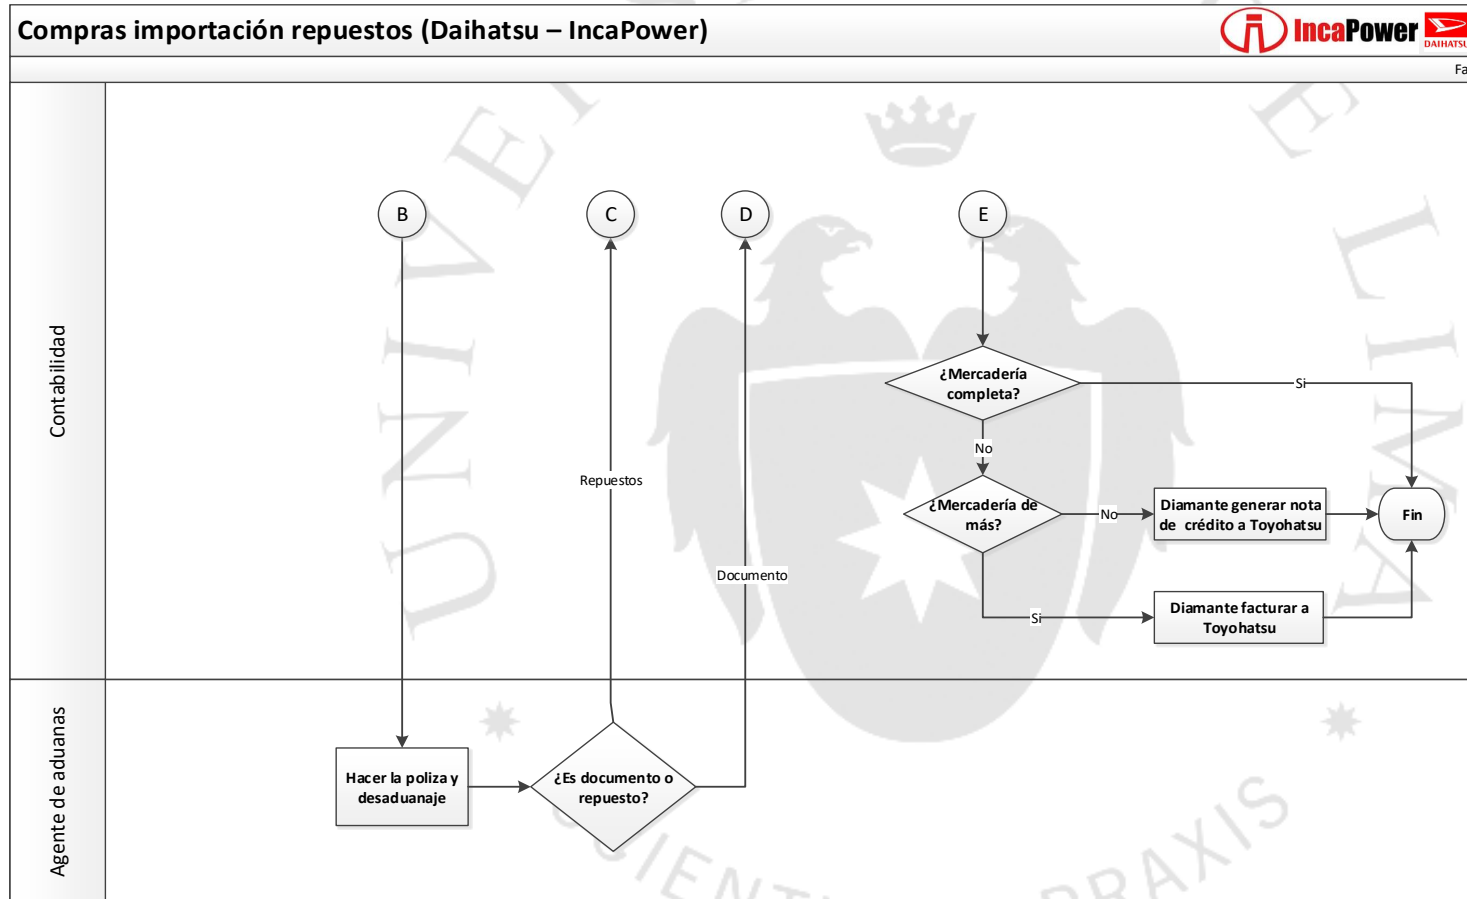 Compras importación repuestos (Daihatsu – IncaPower)
IncaPower
DAIHATSU
Fa
Contabilidad
B
C
D
E
¿Mercadería
completa?
Si
No
Repuestos
¿Mercadería de
más?
No
Diamante generar nota
de crédito a Toyohatsu
Fin
Documento
Si
Diamante facturar a
Toyohatsu
Agente de aduanas
Hacer la poliza y
desaduanaje
¿Es documento o
repuesto?
LIMA
PRAXIS